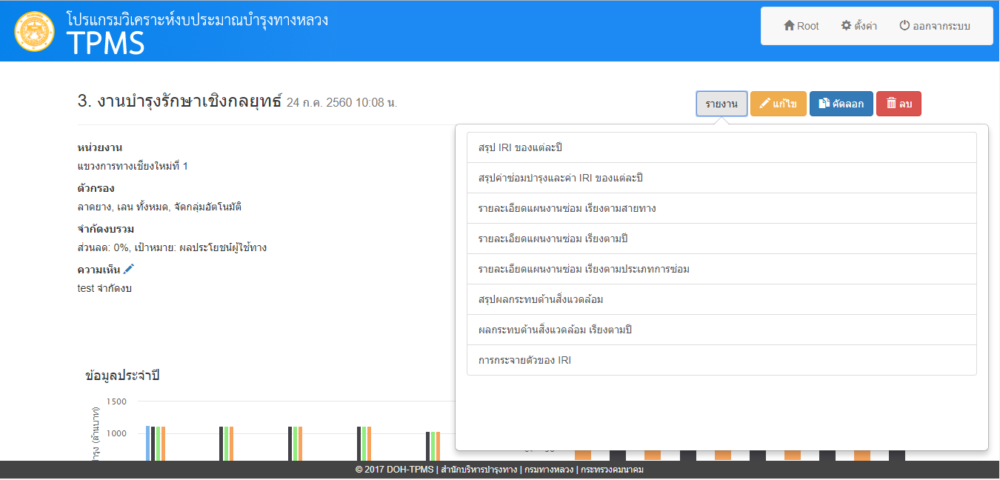 โปรแกรมวิเคราะห์งบประมาณบำรุงทางหลวง
TPMS
Root ตั้งค่า ออกจากระบบ
3. งานบำรุงรักษาเชิงกลยุทธ์ 24 ก.ค. 2560 10:08 น.
รายงาน แก้ไข คัดลอก ลบ
หน่วยงาน
แขวงการทางเชียงใหม่ที่ 1
ตัวกรอง
ลาดยาง, เลน ทั้งหมด, จัดกลุ่มอัตโนมัติ
จำกัดงบรวม
ส่วนลด: 0%, เป้าหมาย: ผลประโยชน์ผู้ใช้ทาง
ความเห็น
test จำกัดงบ
สรุป IRI ของแต่ละปี
สรุปค่าซ่อมบำรุงและค่า IRI ของแต่ละปี
รายละเอียดแผนงานซ่อม เรียงตามสายทาง
รายละเอียดแผนงานซ่อม เรียงตามปี
รายละเอียดแผนงานซ่อม เรียงตามประเภทการซ่อม
สรุปผลกระทบด้านสิ่งแวดล้อม
ผลกระทบด้านสิ่งแวดล้อม เรียงตามปี
การกระจายตัวของ IRI
ข้อมูลประจำปี
1500
1000
(ล้านบาท)
© 2017 DOH-TPMS | สำนักบริหารบำรุงทาง | กรมทางหลวง | กระทรวงคมนาคม